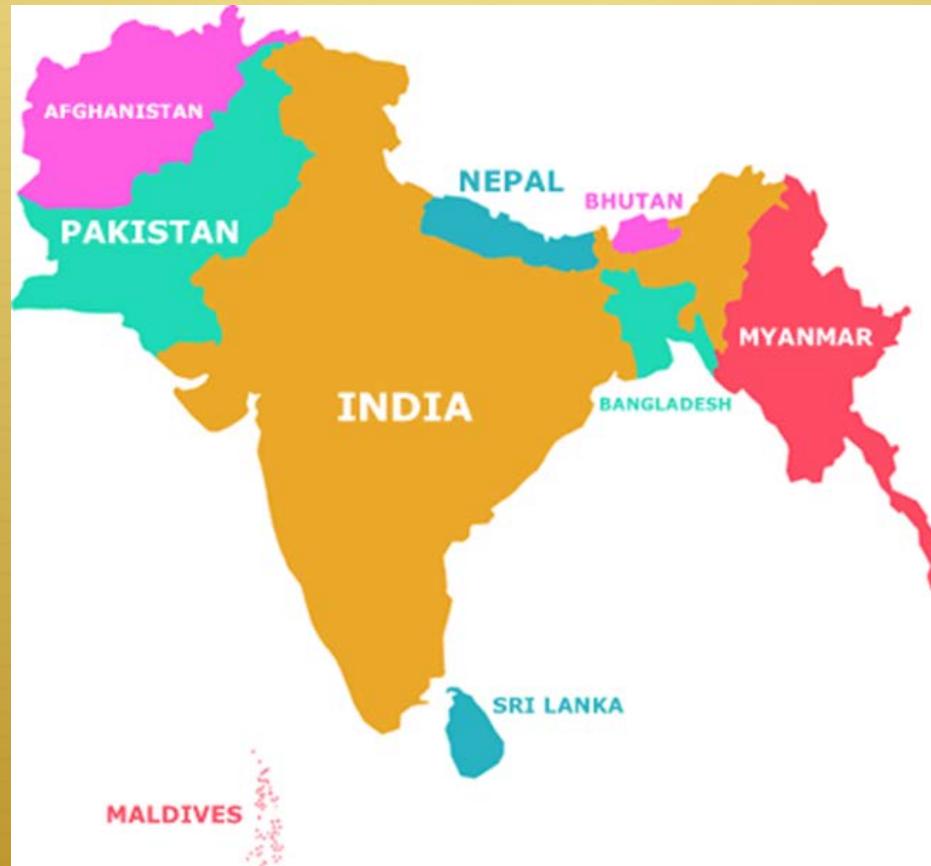 AFGHANISTAN
NEPAL
BHUTAN
PAKISTAN
MYANMAR
INDIA
BANGLADESH
SRI LANKA
MALDIVES